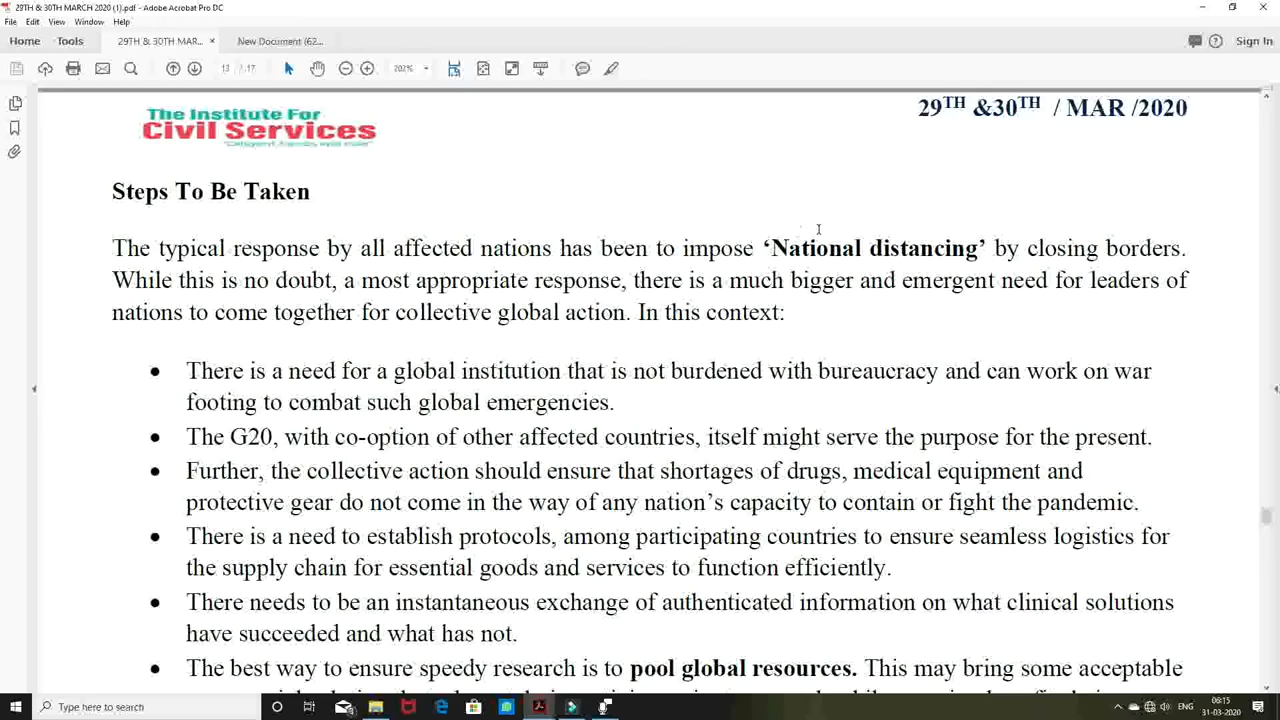 29TH & 30TH MARCH 2020 (1).pdf - Adobe Acrobat Pro DC
File Edit View Window Help
Home Tools 29TH & 30TH MAR... × New Document (62... Sign In
13 / 17 202%
The Institute For
Civil Services
29TH &30TH / MAR /2020
Steps To Be Taken
The typical response by all affected nations has been to impose ‘National distancing’ by closing borders.
While this is no doubt, a most appropriate response, there is a much bigger and emergent need for leaders of
nations to come together for collective global action. In this context:
• There is a need for a global institution that is not burdened with bureaucracy and can work on war
footing to combat such global emergencies.
• The G20, with co-option of other affected countries, itself might serve the purpose for the present.
• Further, the collective action should ensure that shortages of drugs, medical equipment and
protective gear do not come in the way of any nation’s capacity to contain or fight the pandemic.
• There is a need to establish protocols, among participating countries to ensure seamless logistics for
the supply chain for essential goods and services to function efficiently.
• There needs to be an instantaneous exchange of authenticated information on what clinical solutions
have succeeded and what has not.
• The best way to ensure speedy research is to pool global resources. This may bring some acceptable
Type here to search
ENG
06:15
31-03-2020